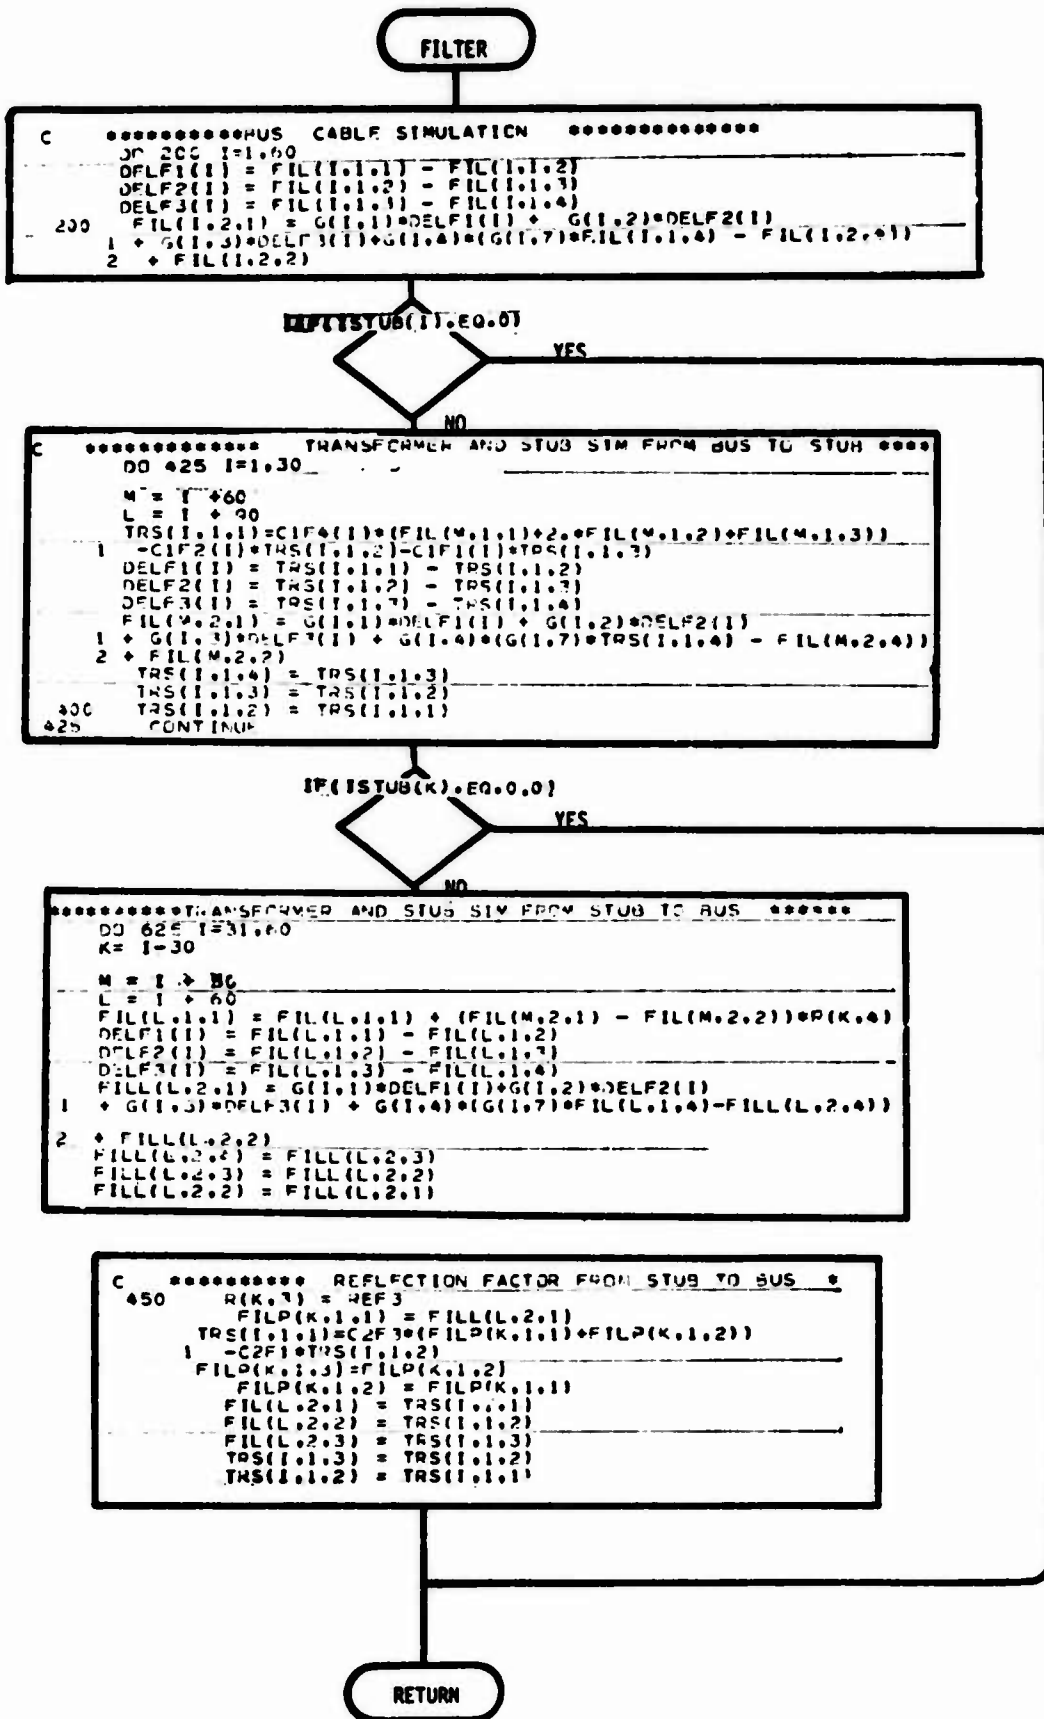 FILTER
C **********BUS CABLE SIMULATION **************
DO 200 I=1,60
DELF1(I) = FIL(I,1,1) - FIL(I,1,2)
DELF2(I) = FIL(I,1,2) - FIL(I,1,3)
DELF3(I) = FIL(I,1,3) - FIL(I,1,4)
200 FIL(I,2,1) = G(I,1)*DELF1(I) + G(I,2)*DELF2(I)
1 + G(I,3)*DELF3(I)+G(I,4)*(G(I,7)*FIL(I,1,4) - FIL(I,2,4))
2 + FIL(I,2,2)
IF(ISTUB(I).EQ.0)
YES
NO
C ************* TRANSFORMER AND STUB SIM FROM BUS TO STUB ****
DO 425 I=1,30
M = I +60
L = I + 90
TRS(I,1,1)=C1F4(I)*(FIL(M,1,1)+2.*FIL(M,1,2)+FIL(M,1,3))
1 -C1F2(I)*TRS(I,1,2)-C1F1(I)*TRS(I,1,3)
DELF1(I) = TRS(I,1,1) - TRS(I,1,2)
DELF2(I) = TRS(I,1,2) - TRS(I,1,3)
DELF3(I) = TRS(I,1,3) - TRS(I,1,4)
FIL(M,2,1) = G(I,1)*DELF1(I) + G(I,2)*DELF2(I)
1 + G(I,3)*DELF3(I) + G(I,4)*(G(I,7)*TRS(I,1,4) - FIL(M,2,4))
2 + FIL(M,2,2)
TRS(I,1,4) = TRS(I,1,3)
TRS(I,1,3) = TRS(I,1,2)
400 TRS(I,1,2) = TRS(I,1,1)
425 CONTINUE
IF(ISTUB(K).EQ.0.0)
YES
NO
**********TRANSFORMER AND STUB SIM FROM STUB TO BUS ******
DO 625 I=31,60
K= I-30
M = I +
L = I + 60
FIL(L,1,1) = FIL(L,1,1) + (FIL(M,2,1) - FIL(M,2,2))*R(K,4)
DELF1(I) = FIL(L,1,1) - FIL(L,1,2)
DELF2(I) = FIL(L,1,2) - FIL(L,1,3)
DELF3(I) = FIL(L,1,3) - FIL(L,1,4)
FILL(L,2,1) = G(I,1)*DELF1(I)+G(I,2)*DELF2(I)
1 + G(I,3)*DELF3(I) + G(I,4)*(G(I,7)*FIL(L,1,4)-FILL(L,2,4))
2 + FILL(L,2,2)
FILL(L,2,4) = FILL(L,2,3)
FILL(L,2,3) = FILL(L,2,2)
FILL(L,2,2) = FILL(L,2,1)
C ********** REFLECTION FACTOR FROM STUB TO BUS *
450 R(K,3) = REF3
FILP(K,1,1) = FILL(L,2,1)
TRS(I,1,1)=C2F3*(FILP(K,1,1)+FILP(K,1,2))
1 -C2F1*TRS(I,1,2)
FILP(K,1,3)=FILP(K,1,2)
FILP(K,1,2) = FILP(K,1,1)
FIL(L,2,1) = TRS(I,1,1)
FIL(L,2,2) = TRS(I,1,2)
FIL(L,2,3) = TRS(I,1,3)
TRS(I,1,3) = TRS(I,1,2)
TRS(I,1,2) = TRS(I,1,1)
RETURN